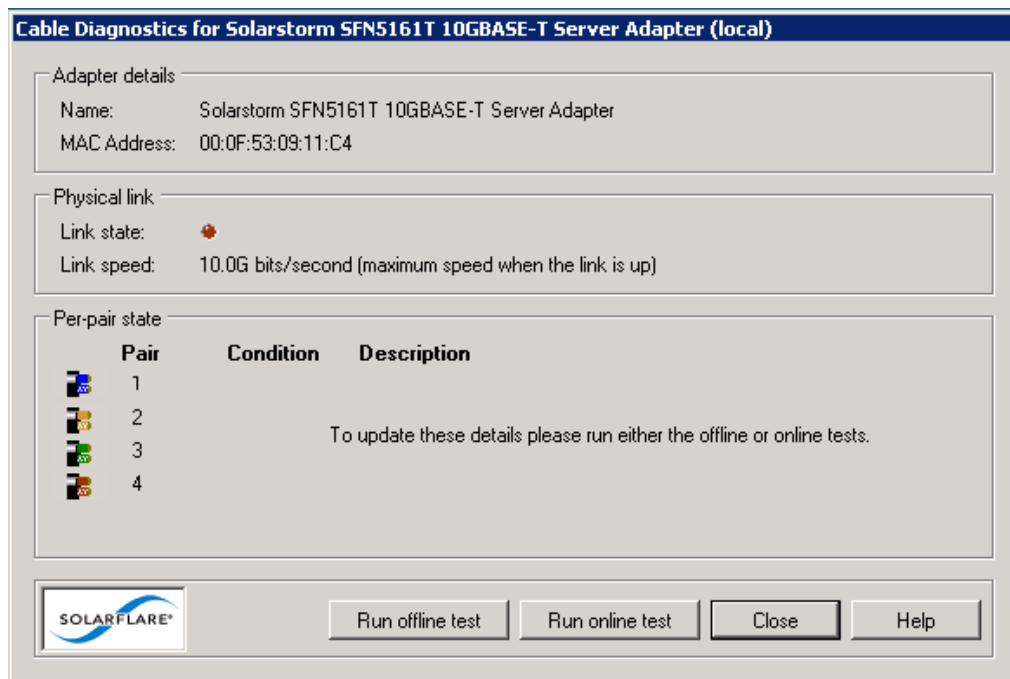 Cable Diagnostics for Solarstorm SFN5161T 10GBASE-T Server Adapter (local)
Adapter details
Name: Solarstorm SFN5161T 10GBASE-T Server Adapter
MAC Address: 00:0F:53:09:11:C4
Physical link
Link state:
Link speed: 10.0G bits/second (maximum speed when the link is up)
Per-pair state
Pair Condition Description
1
2
To update these details please run either the offline or online tests.
3
4
SOLARFLARE®
Run offline test Run online test Close Help